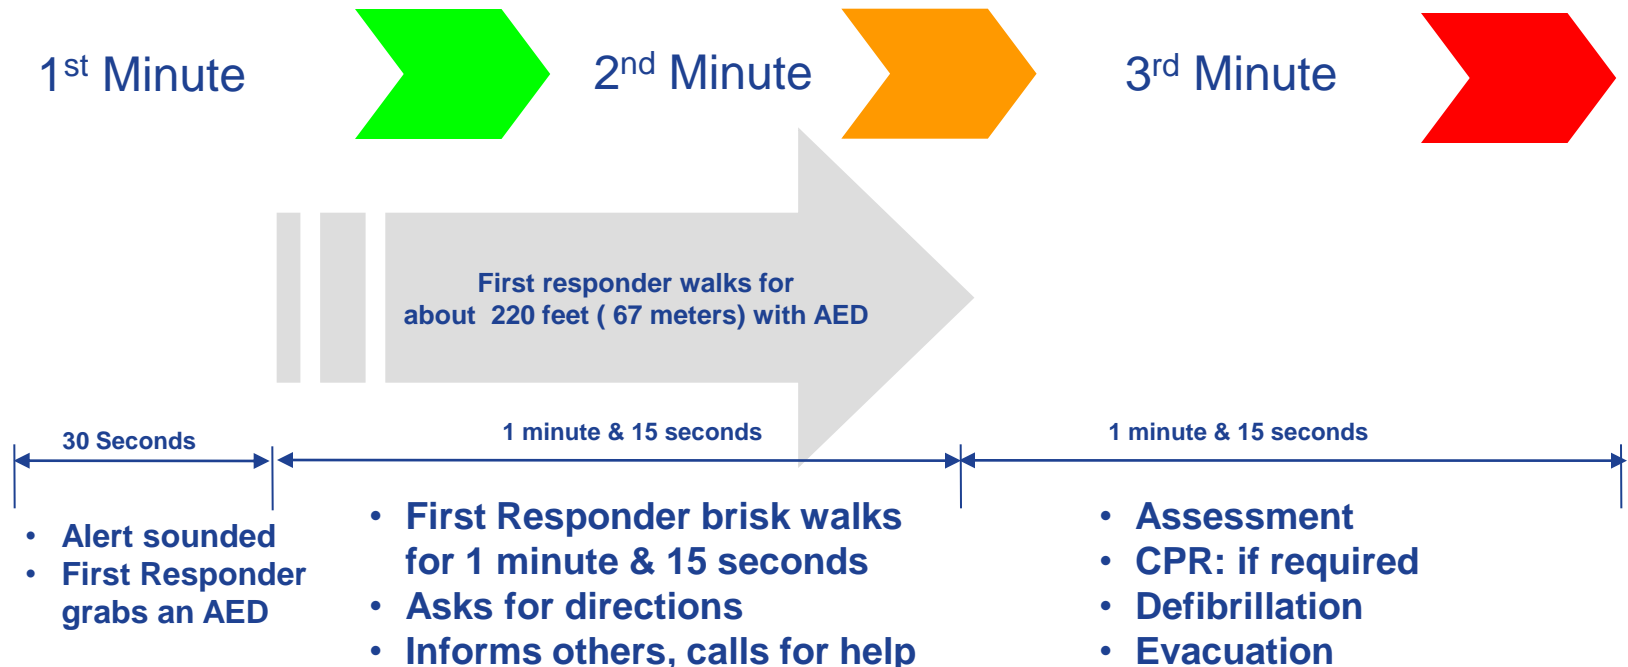 1st Minute
2nd Minute
3rd Minute
First responder walks for
about 220 feet ( 67 meters) with AED
30 Seconds
1 minute & 15 seconds
1 minute & 15 seconds
• Alert sounded
• First Responder
grabs an AED
• First Responder brisk walks
for 1 minute & 15 seconds
• Asks for directions
• Informs others, calls for help
• Assessment
• CPR: if required
• Defibrillation
• Evacuation